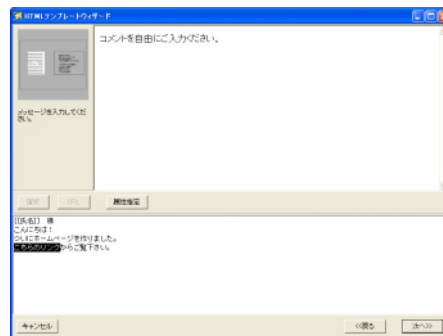 HTMLテンプレートウィザード
コメントを自由にご入力ください。
メッセージを入力してくだ
さい。
選択
URL
属性指定
[[氏名]] 様
こんにちは！
ついにホームページを作りました。
こちらのリンクからご覧下さい。
キャンセル
<<戻る
次へ>>